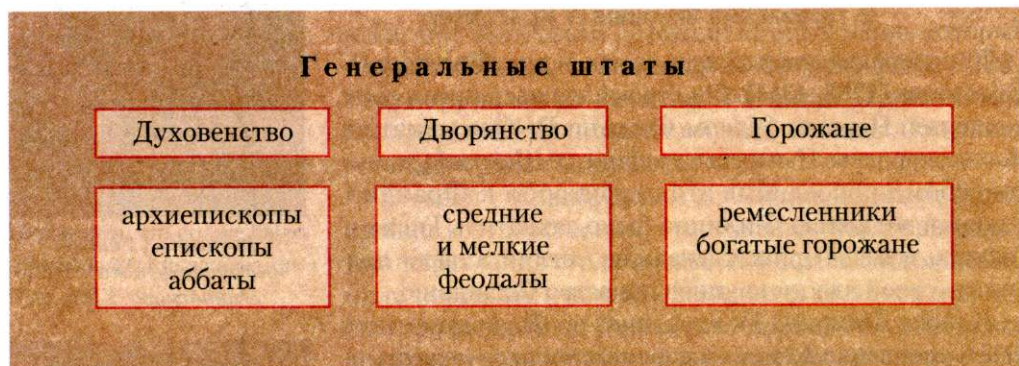 Генеральные штаты
Духовенство
Дворянство
Горожане
архиепископы
епископы
аббаты
средние
и мелкие
феодалы
ремесленники
богатые горожане